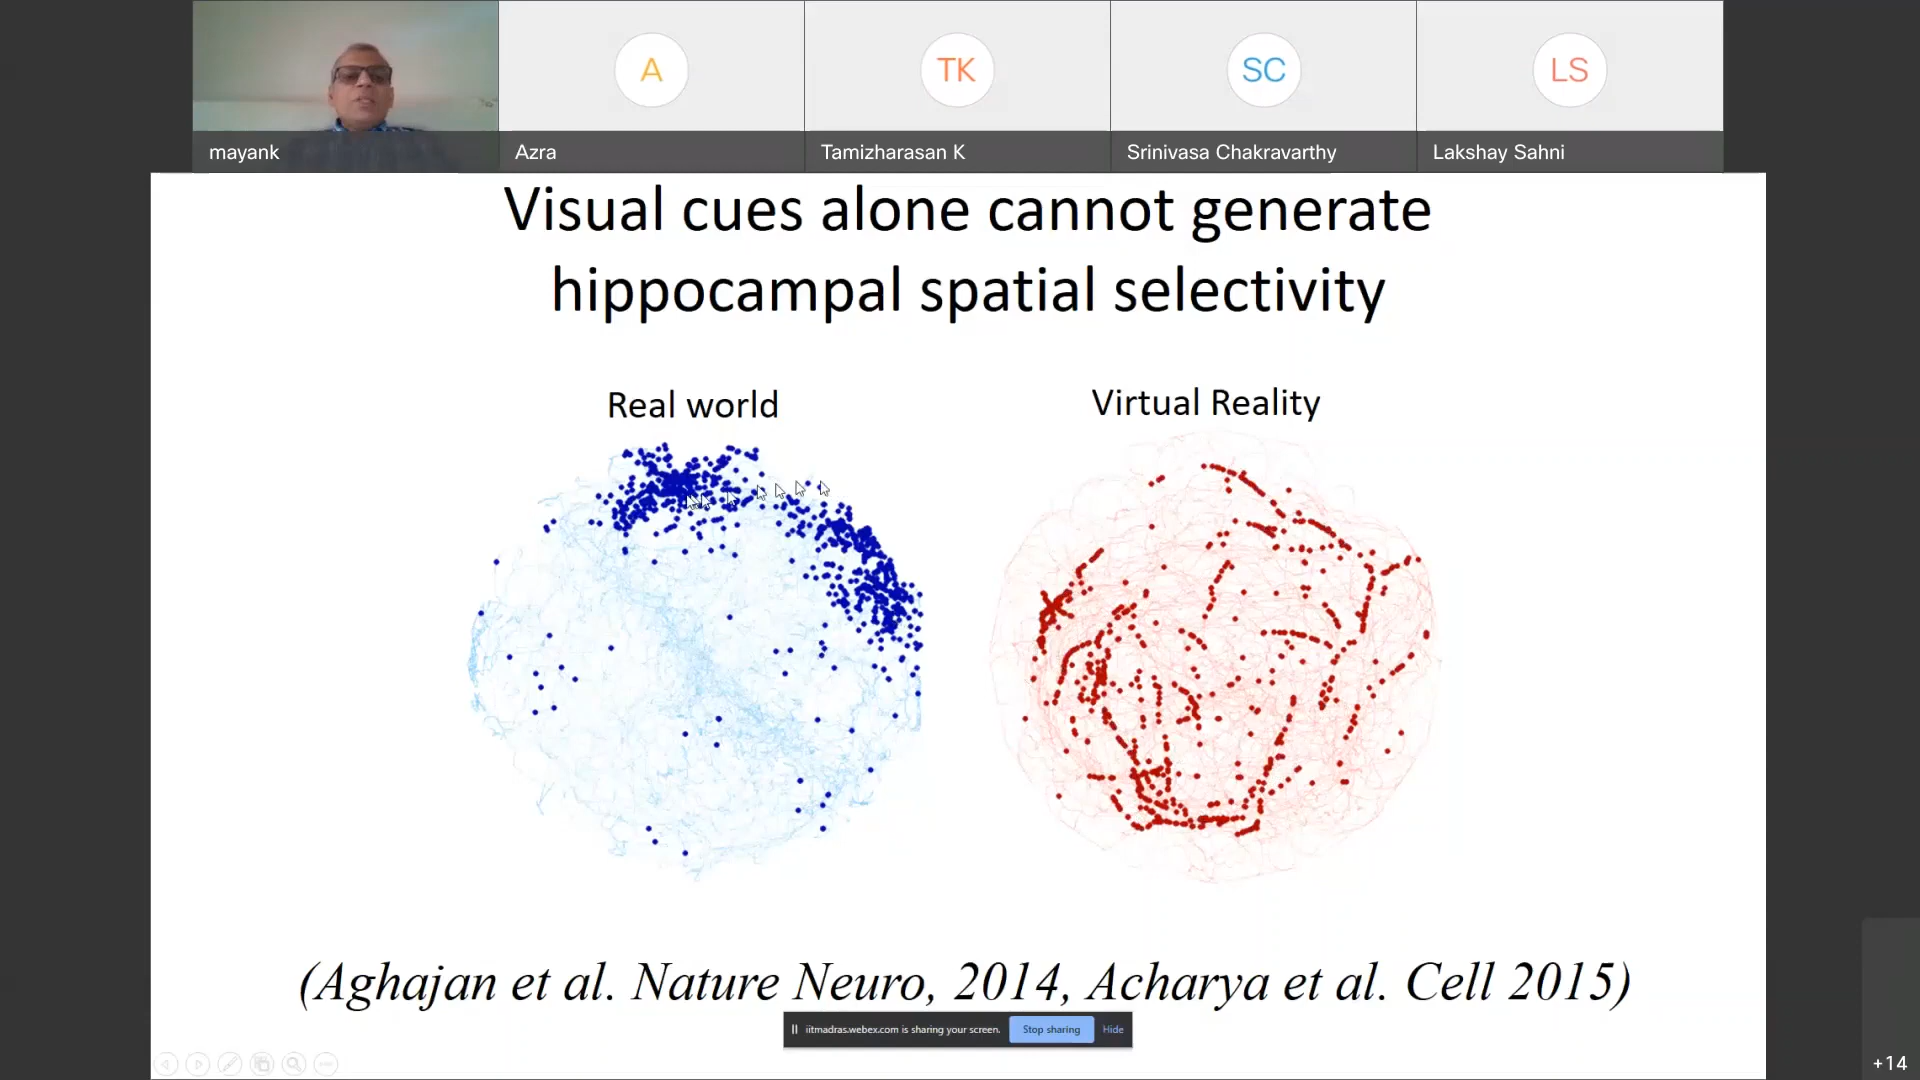 A
TK
SC
LS
mayank
Azra
Tamizharasan K
Srinivasa Chakravarthy
Lakshay Sahni
Visual cues alone cannot generate
hippocampal spatial selectivity
Real world
Virtual Reality
(Aghajan et al. Nature Neuro, 2014, Acharya et al. Cell 2015)
iitmadras.webex.com is sharing your screen.
Stop sharing
Hide
+14